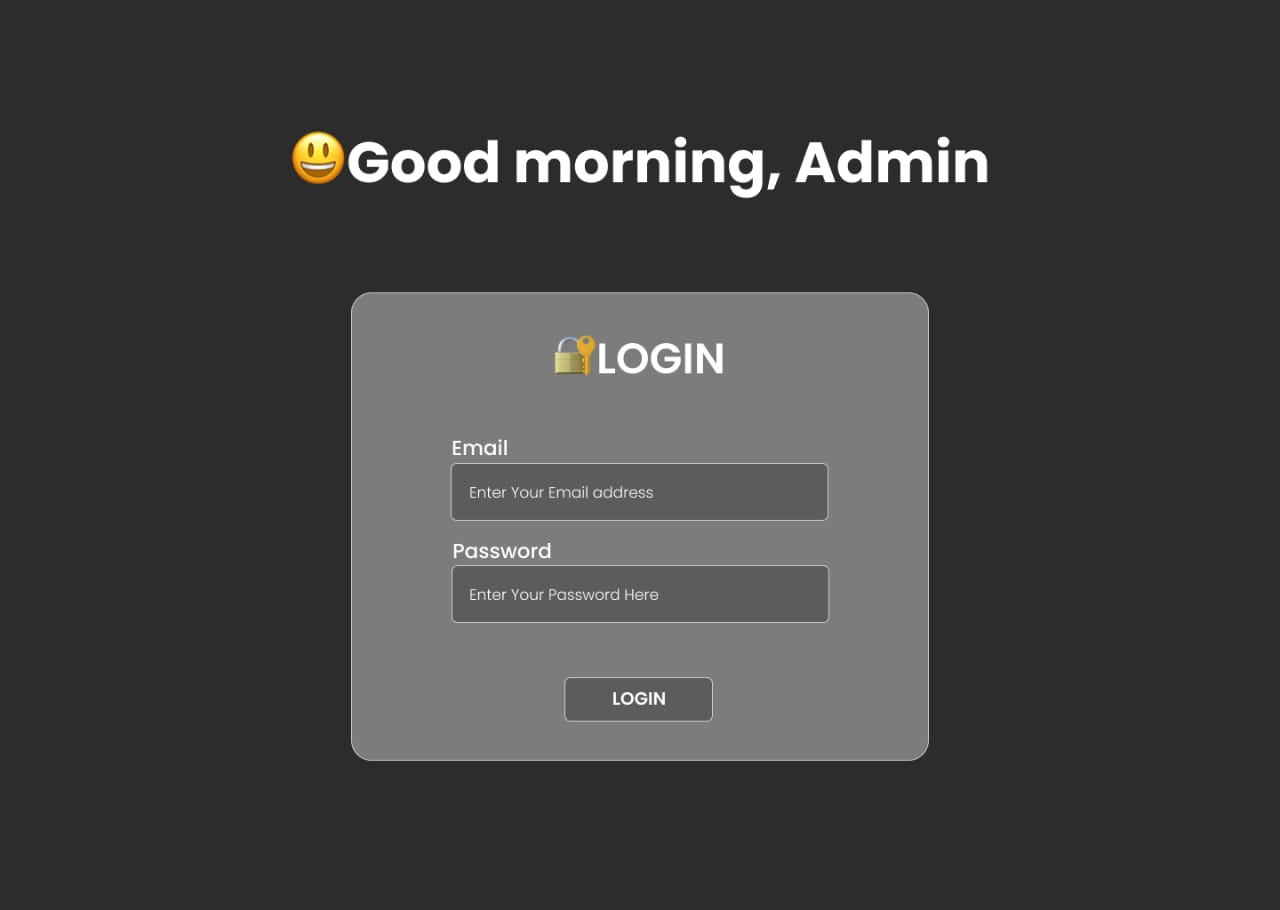 😃Good morning, Admin
🔐LOGIN
Email
Enter Your Email address
Password
Enter Your Password Here
LOGIN